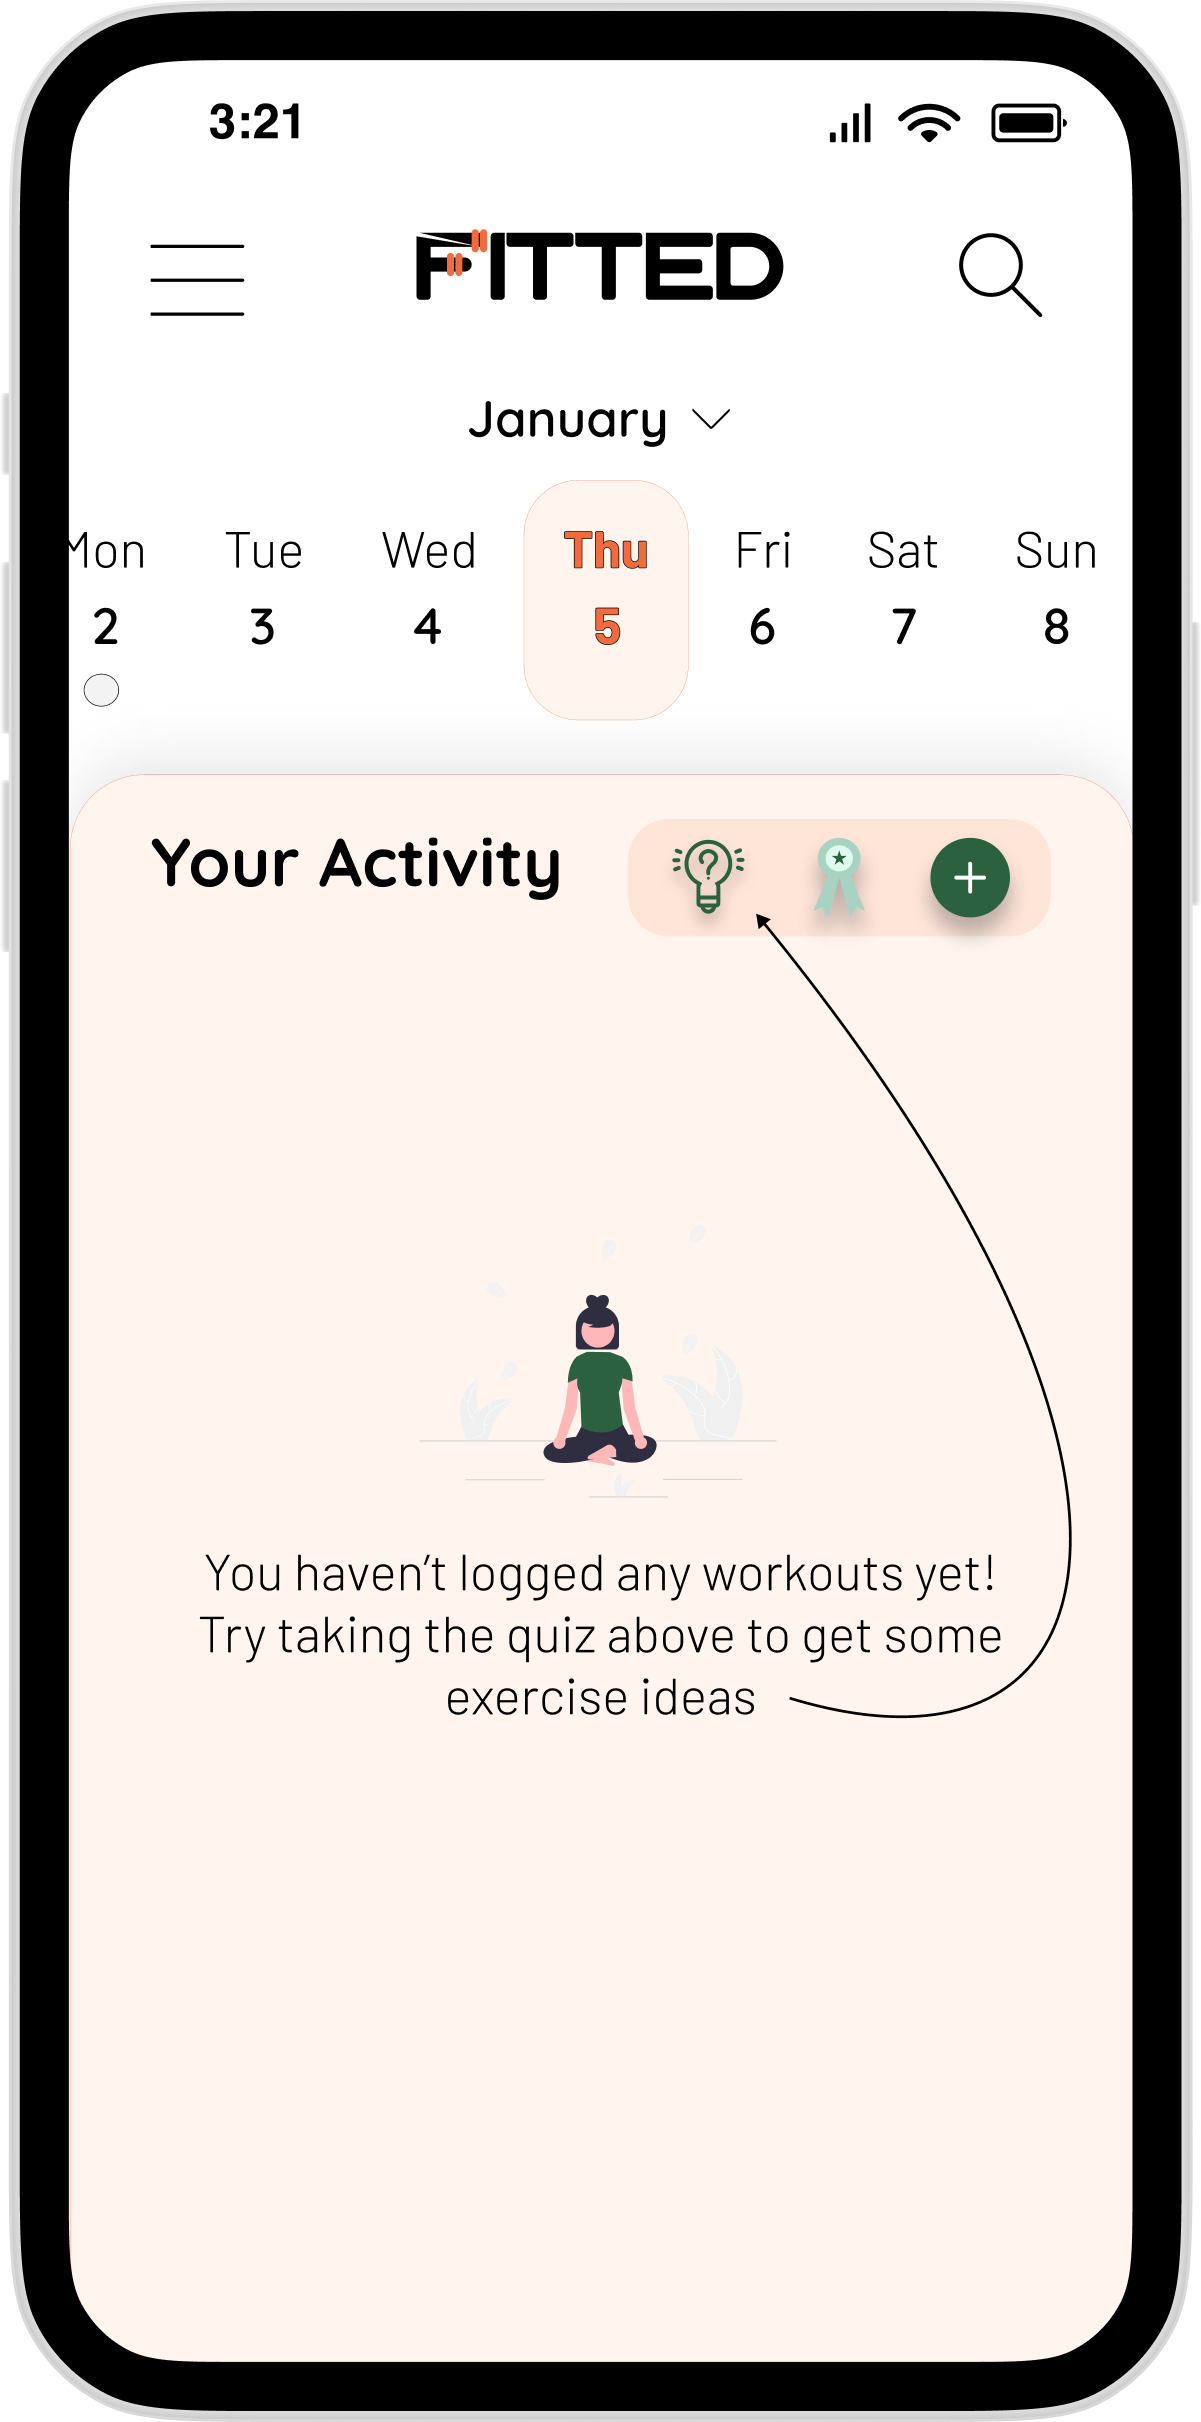 3:21
FITTED
January
Mon Tue Wed Thu Fri Sat Sun
2 3 4 5 6 7 8
Your Activity
?
You haven't logged any workouts yet!
Try taking the quiz above to get some
exercise ideas